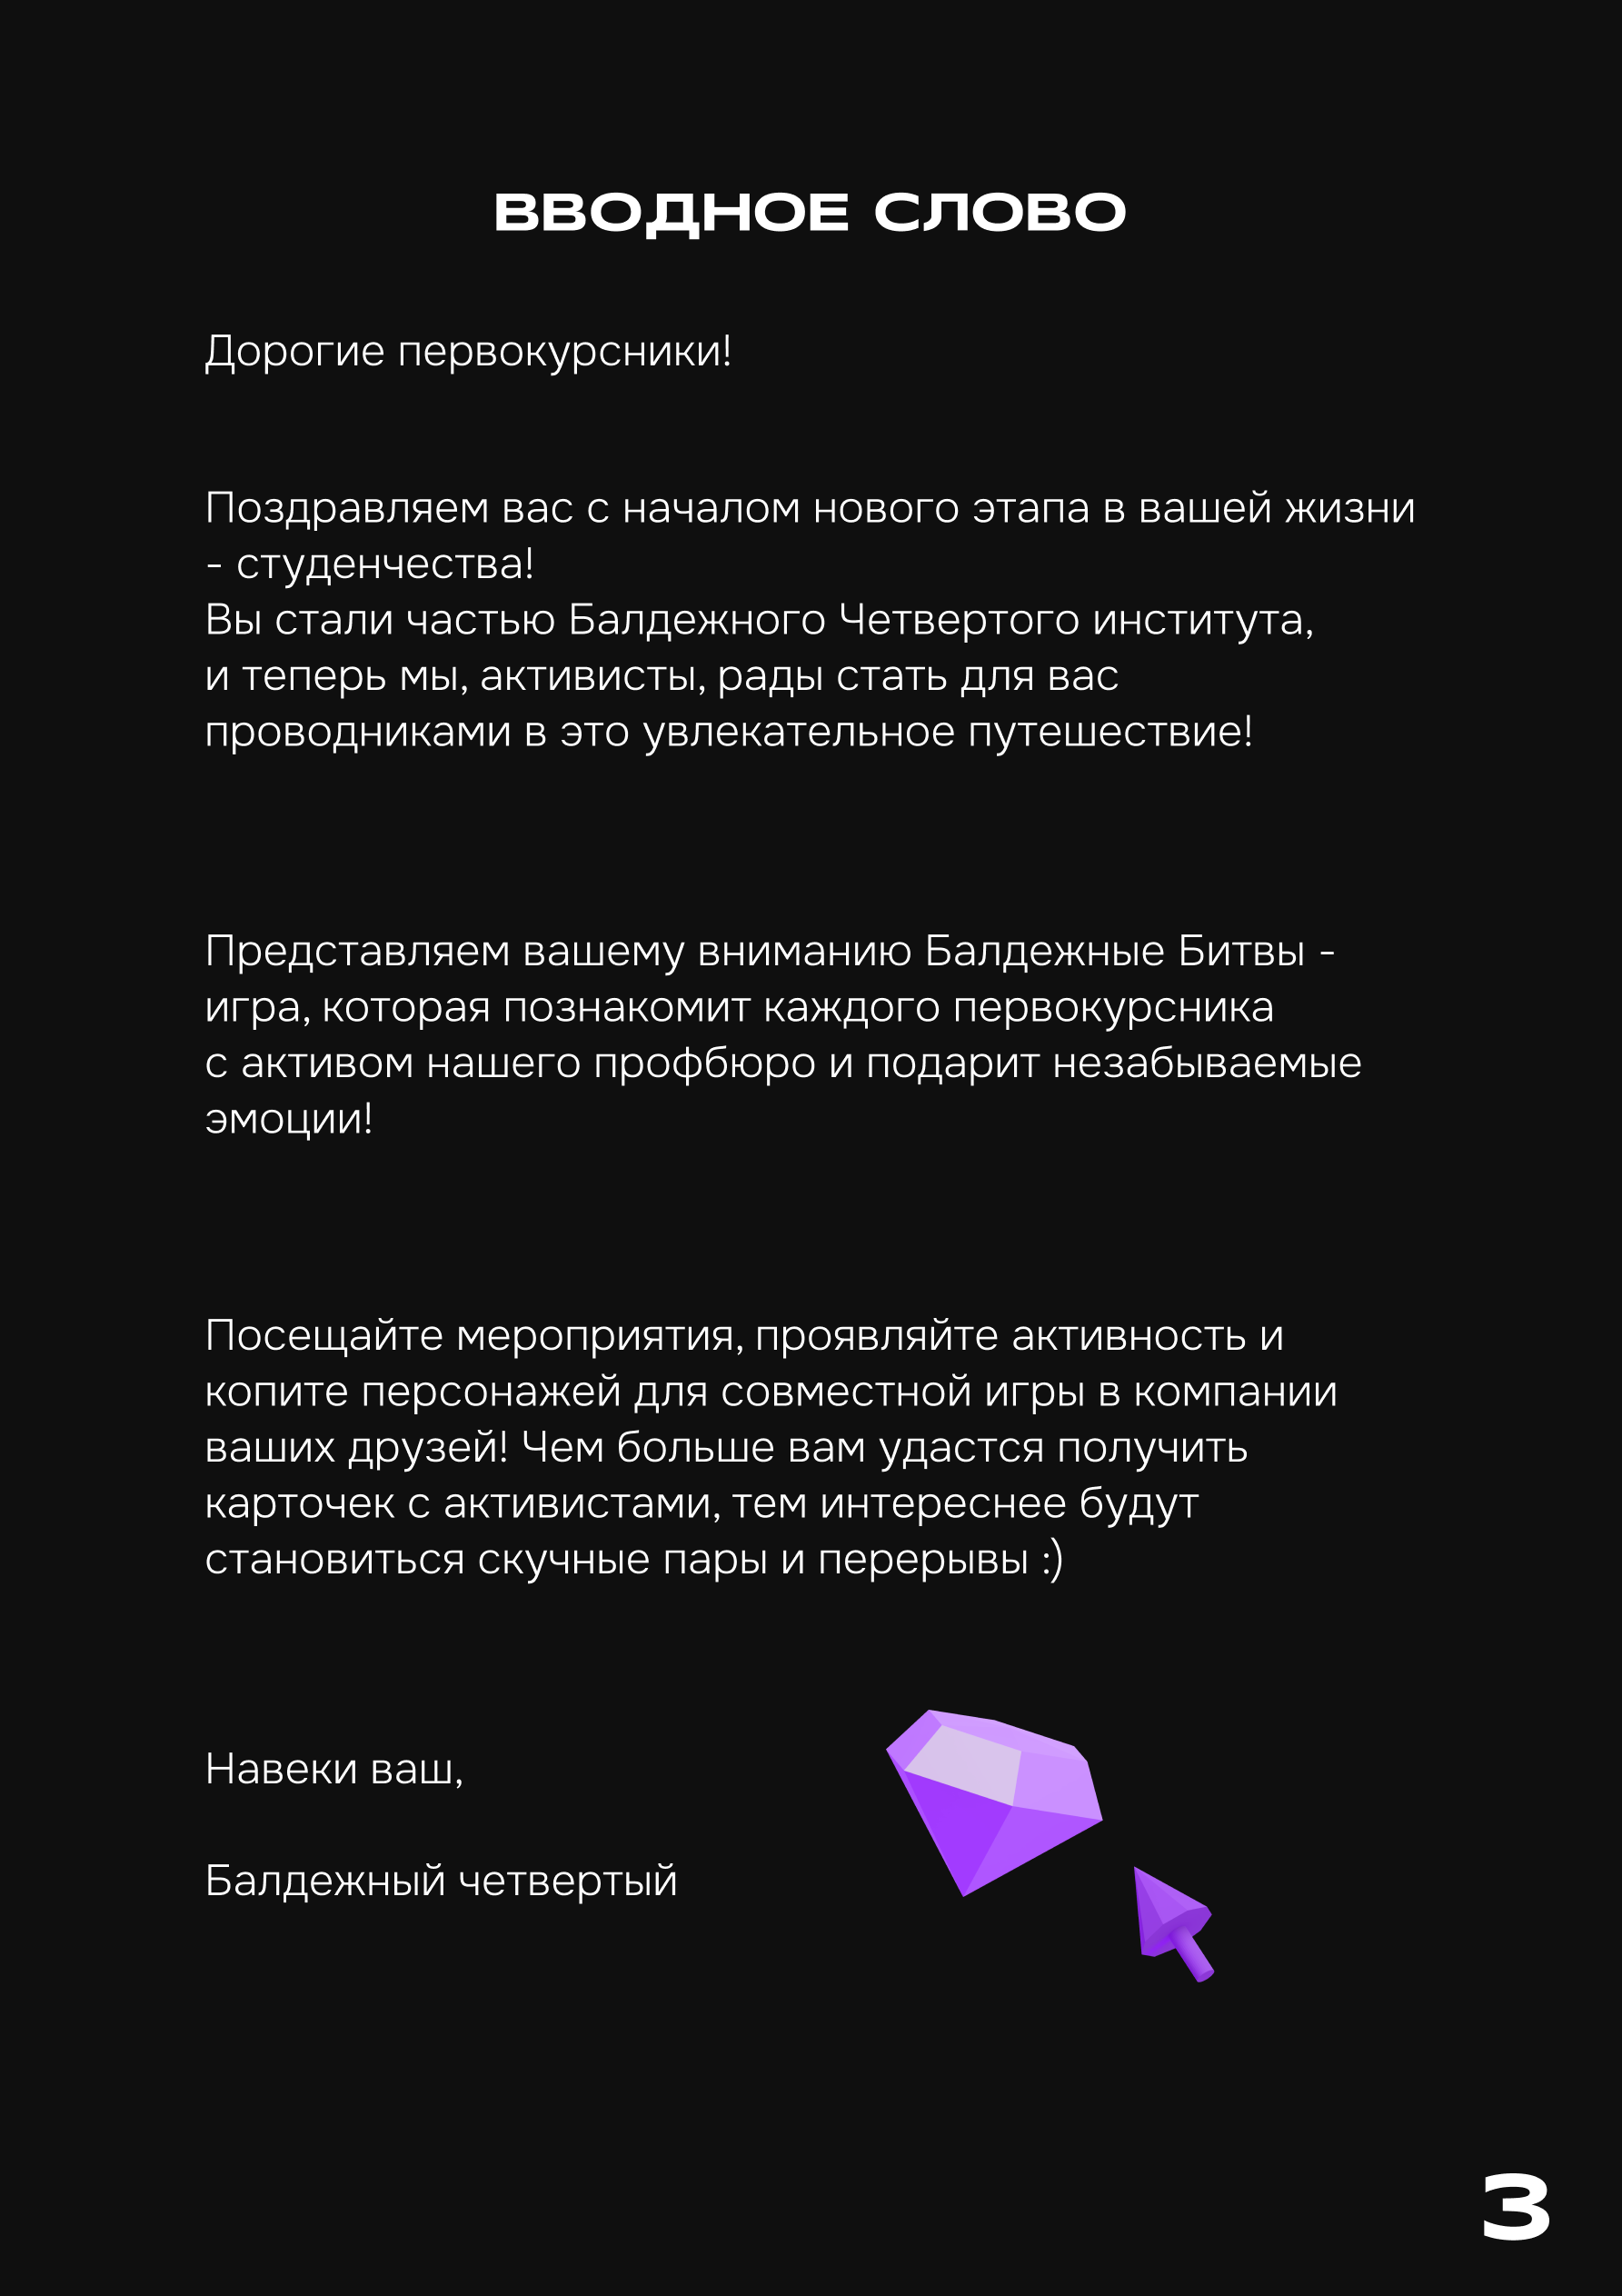 ВВОДНОЕ СЛОВО
Дорогие первокурсники!
Поздравляем вас с началом нового этапа в вашей жизни
- студенчества!
Вы стали частью Балдежного Четвертого института,
и теперь мы, активисты, рады стать для вас
проводниками в это увлекательное путешествие!
Представляем вашему вниманию Балдежные Битвы -
игра, которая познакомит каждого первокурсника
с активом нашего профбюро и подарит незабываемые
эмоции!
Посещайте мероприятия, проявляйте активность и
копите персонажей для совместной игры в компании
ваших друзей! Чем больше вам удастся получить
карточек с активистами, тем интереснее будут
становиться скучные пары и перерывы :)
Навеки ваш,
Балдежный четвертый
3